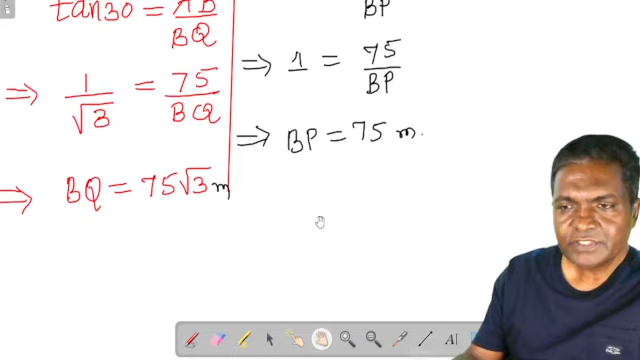 tan30 = AB/BQ
⇒ 1/√3 = 75/BQ
⇒ BQ = 75√3 m
BP
⇒ 1 = 75/BP
⇒ BP = 75 m.
A